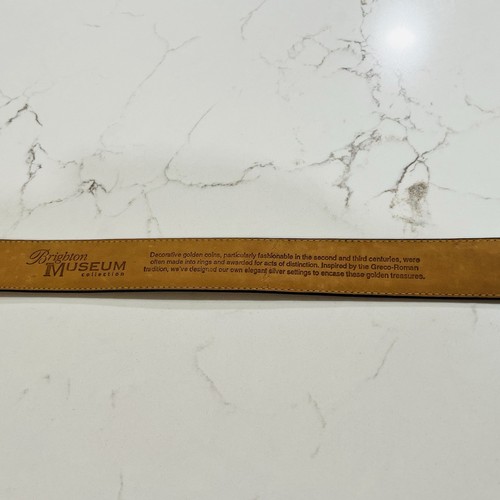 Brighton
MUSEUM
collection
Decorative golden coins, particularly fashionable in the second and third centuries, were
often made into rings and awarded for acts of distinction. Inspired by the Greco-Roman
tradition, we've designed our own elegant silver settings to encase these golden treasures.